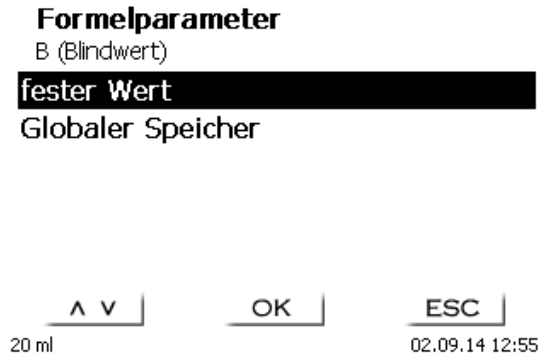 Formelparameter
B (Blindwert)
fester Wert
Globaler Speicher
∧ ∨ OK ESC
20 ml 02.09.14 12:55